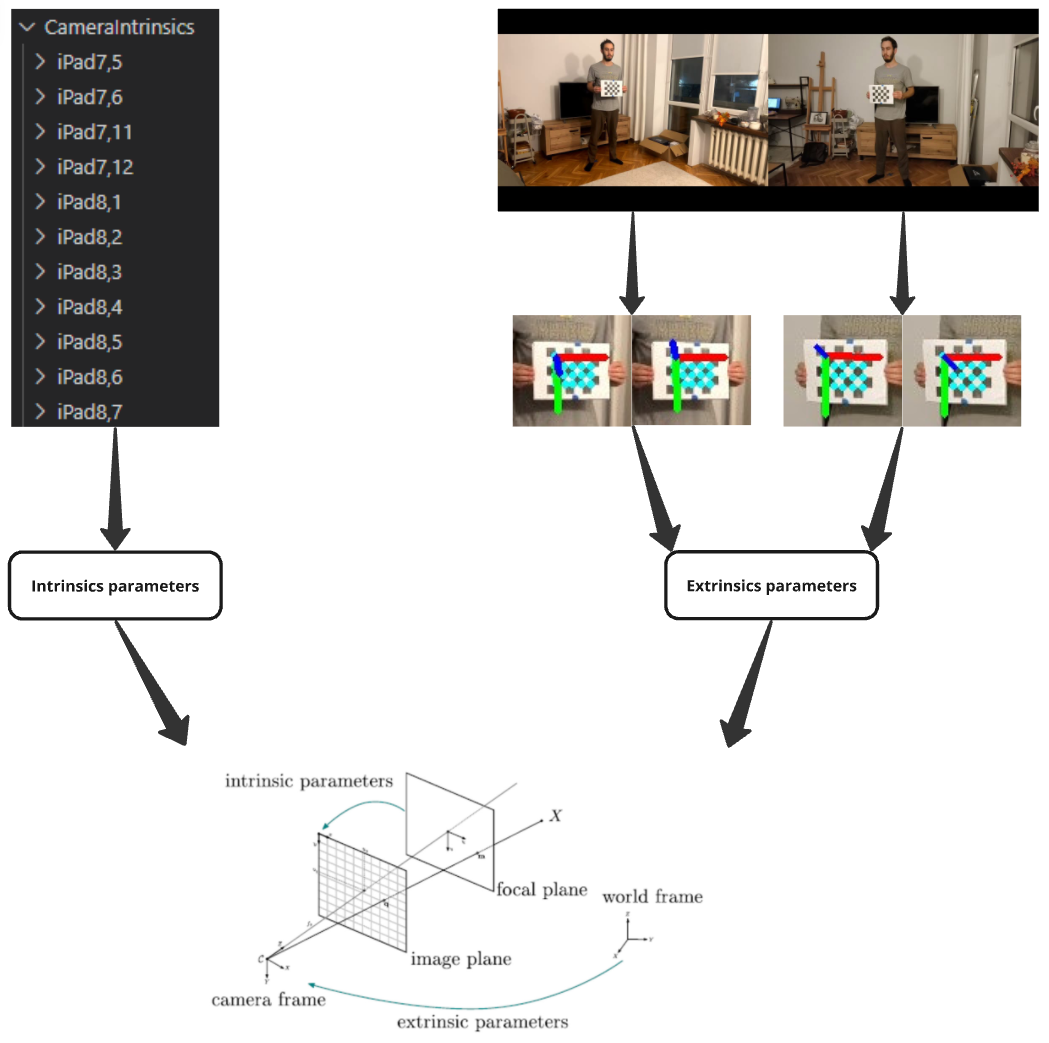 CameraIntrinsics
iPad7,5
iPad7,6
iPad7,11
iPad7,12
iPad8,1
iPad8,2
iPad8,3
iPad8,4
iPad8,5
iPad8,6
iPad8,7
Intrinsics parameters
Extrinsics parameters
intrinsic parameters
X
m
focal plane
q
world frame
image plane
C
camera frame
extrinsic parameters